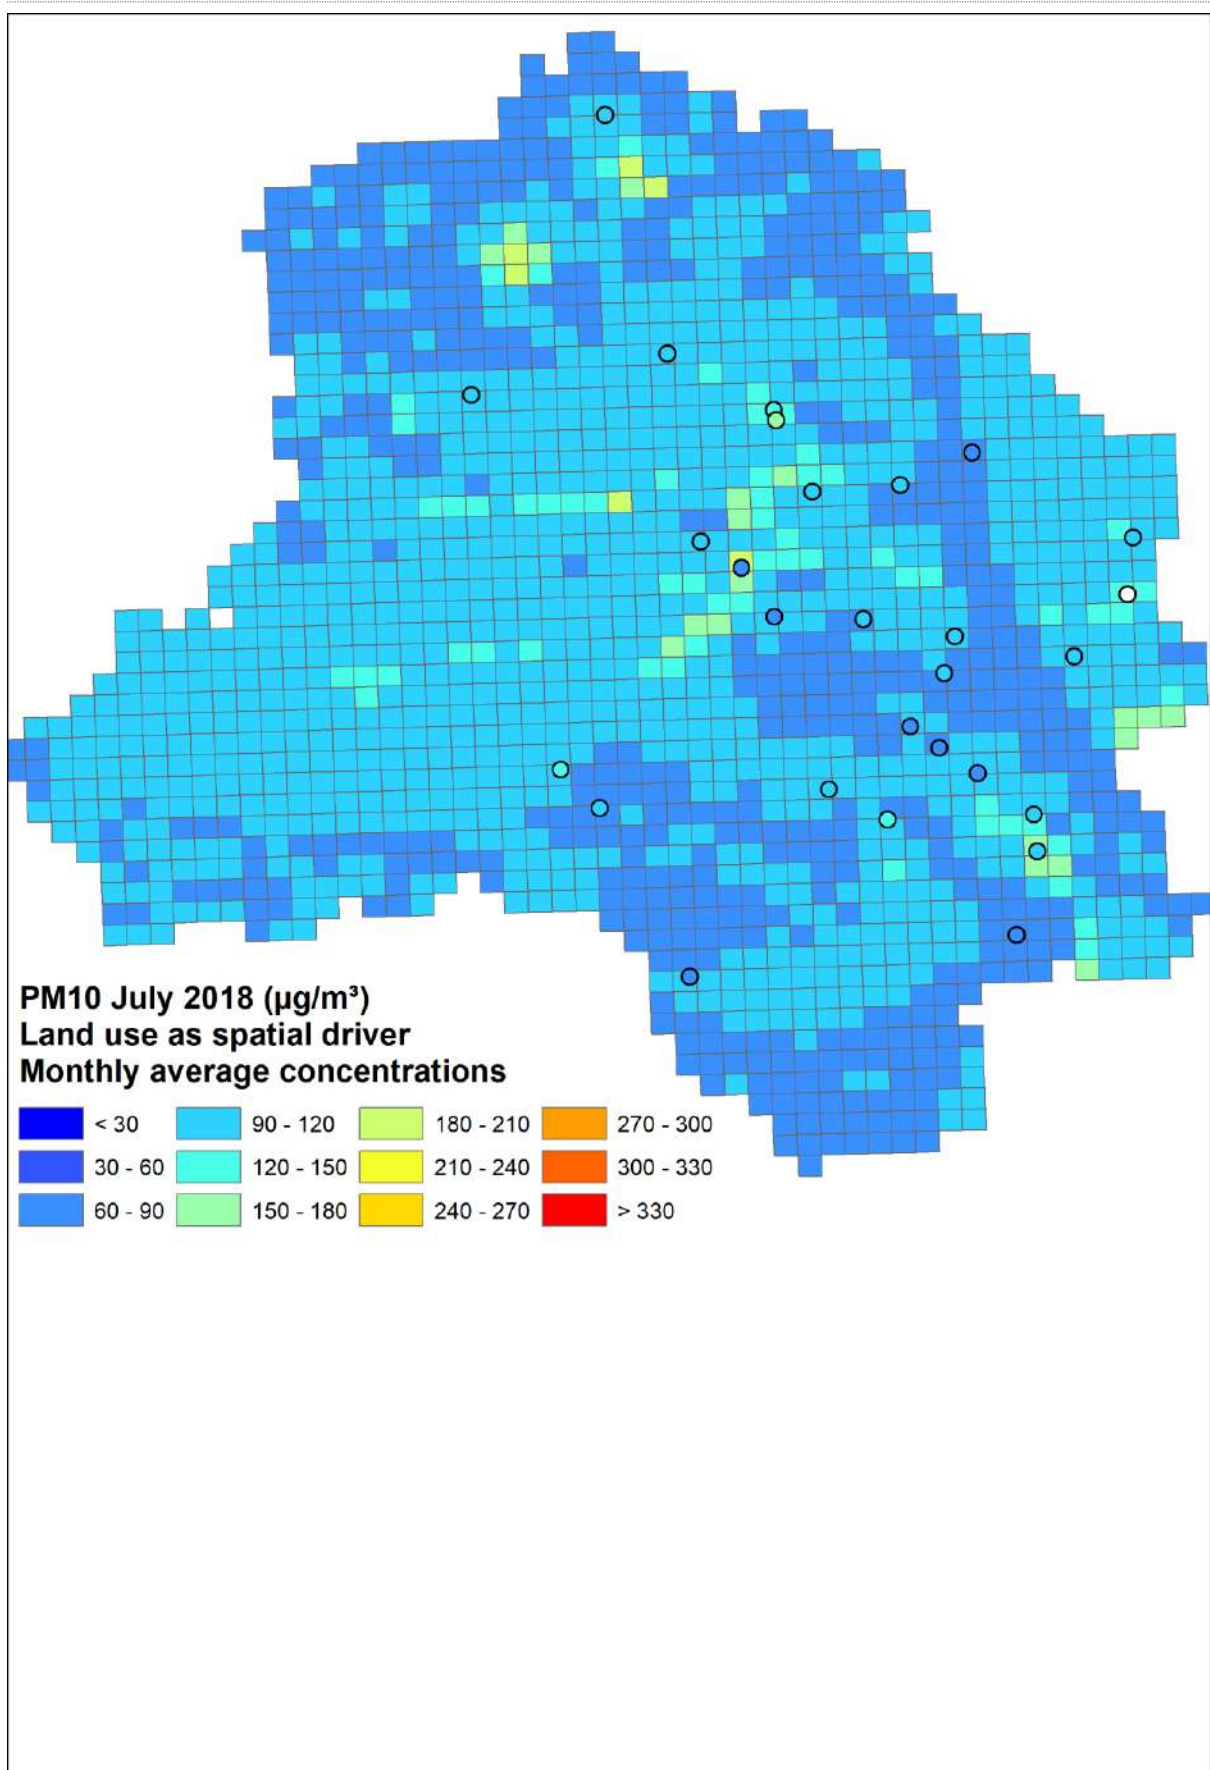 PM10 July 2018 (µg/m³)
Land use as spatial driver
Monthly average concentrations
< 30 90 - 120 180 - 210 270 - 300
30 - 60 120 - 150 210 - 240 300 - 330
60 - 90 150 - 180 240 - 270 > 330